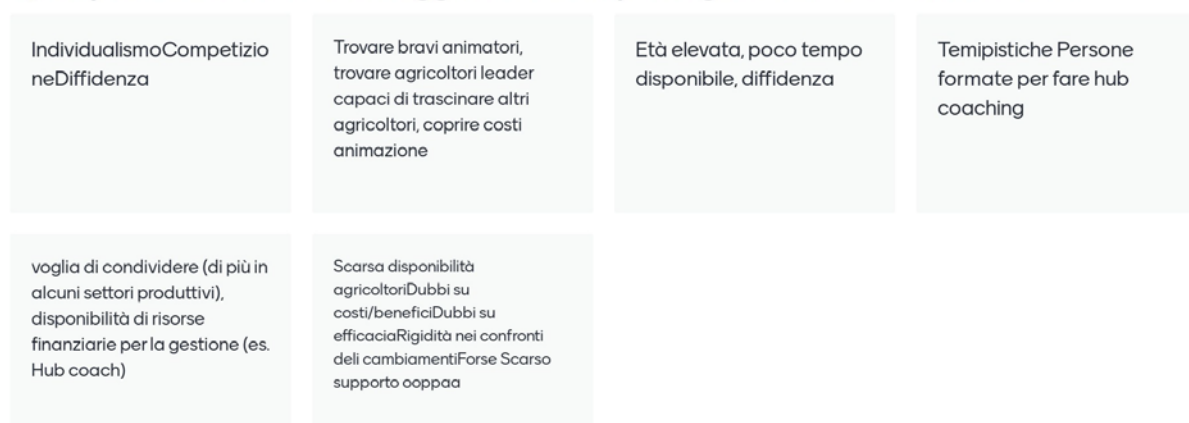 IndividualismoCompetizio
neDiffidenza
Trovare bravi animatori,
trovare agricoltori leader
capaci di trascinare altri
agricoltori, coprire costi
animazione
Età elevata, poco tempo
disponibile, diffidenza
Temipistiche Persone
formate per fare hub
coaching
voglia di condividere (di più in
alcuni settori produttivi),
disponibilità di risorse
finanziarie per la gestione (es.
Hub coach)
Scarsa disponibilità
agricoltoriDubbi su
costi/beneficiDubbi su
efficaciaRigidità nei confronti
deli cambiamentiForse Scarso
supporto ooppaa